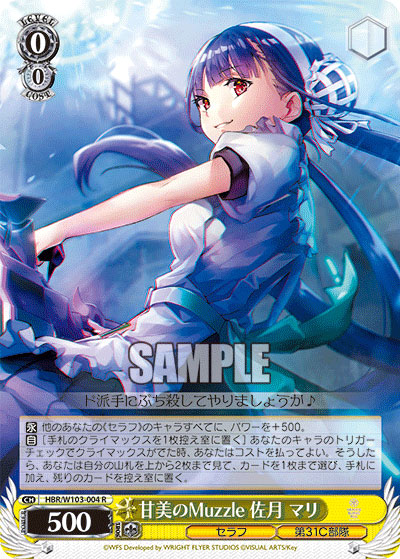 LEVEL
0
0
COST
SAMPLE
ド派手にぶち殺してやりましょうが♪
永 他のあなたの《セラフ》のキャラすべてに、パワーを+500。
自 [手札のクライマックスを1枚控え室に置く] あなたのキャラのトリガー
チェックでクライマックスがでた時、あなたはコストを払ってよい。そうした
ら、あなたは自分の山札を上から2枚まで見て、カードを1枚まで選び、手札に
加え、残りのカードを控え室に置く。
CH HBR/W103-004 R
500
甘美のMuzzle 佐月 マリ
セラフ
第31C部隊
©WFS Developed by WRIGHT FLYER STUDIOS ©VISUAL ARTS/Key